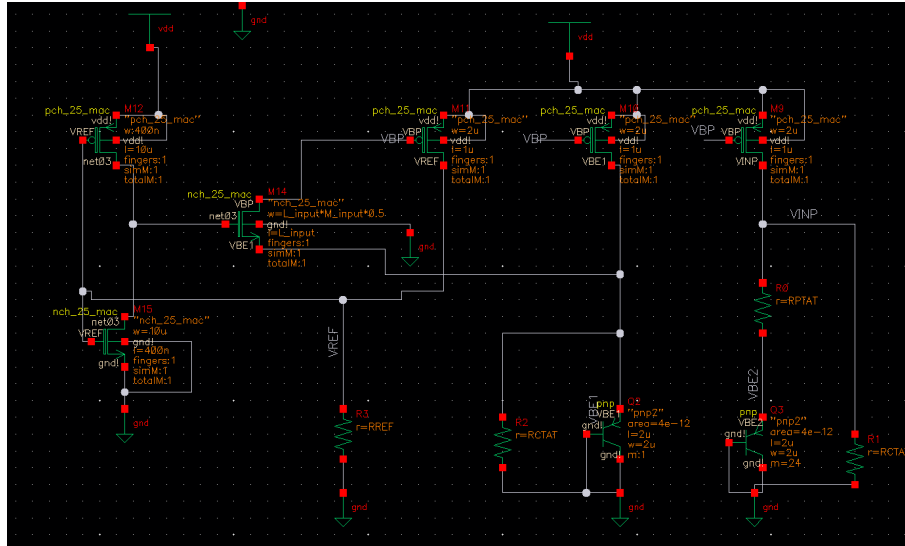 gnd
vdd
vdd
pch_25_mac
M12
"pch_25_mac"
vdd!
w:400n
VREF
vdd!
l=10u
net03
fingers:1
simM:1
totalM:1
pch_25_mac
M11
"pch_25_mac"
vdd!
w=2u
VBP
VBP
vdd!
l=1u
VREF
fingers:1
simM:1
totalM:1
pch_25_mac
M10
"pch_25_mac"
vdd!
w=2u
VBP
VBP
vdd!
l=1u
VBE1
fingers:1
simM:1
totalM:1
pch_25_mac
M9
"pch_25_mac"
vdd!
w=2u
VBP
VBP
vdd!
l=1u
VINP
fingers:1
simM:1
totalM:1
nch_25_mac
M14
VBP
"nch_25_mac"
w=L_input*M_input*0.5
net03
gnd!
l=L_input
VBE1
fingers:1
simM:1
totalM:1
gnd
VINP
nch_25_mac
M15
net03
"nch_25_mac"
w=10u
VREF
gnd!
l=400n
gnd!
fingers:1
simM:1
totalM:1
gnd
VREF
R3
r=RREF
gnd
R2
r=RCTAT
VBE1
pnp
Q2
VBE1
"pnp2"
area=4e-12
gnd!
l=2u
w=2u
gnd!
m:1
gnd
R0
r=RPTAT
VBE2
pnp
Q3
VBE2
"pnp2"
area=4e-12
gnd!
l=2u
w=2u
gnd!
m=24
gnd
R1
r=RCTA